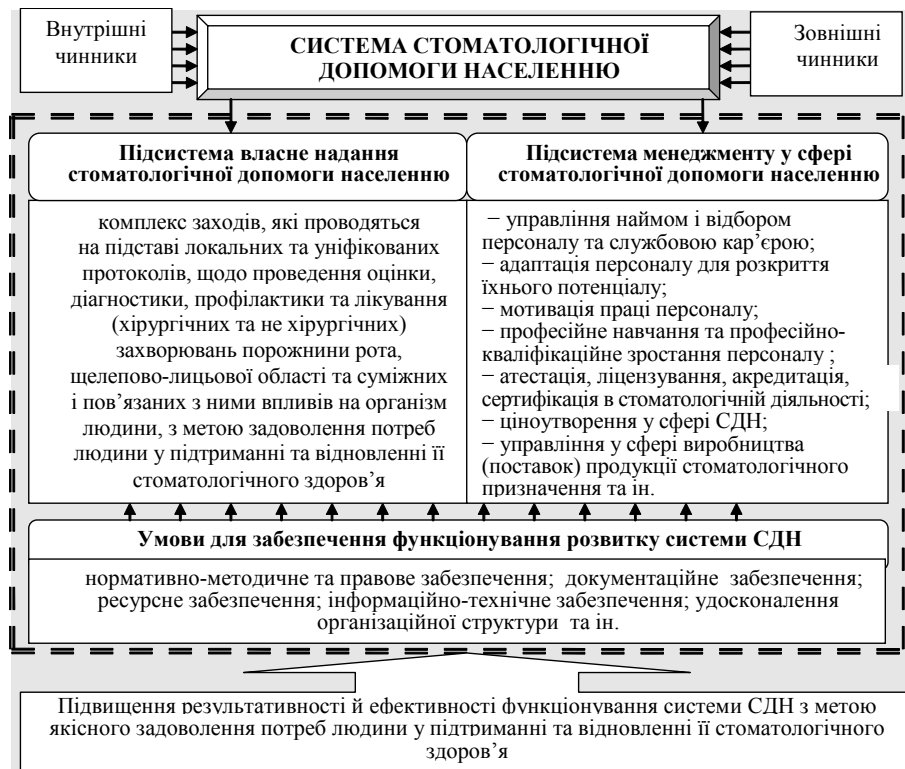 Внутрішні
чинники
СИСТЕМА СТОМАТОЛОГІЧНОЇ
ДОПОМОГИ НАСЕЛЕННЮ
Зовнішні
чинники
Підсистема власне надання
стоматологічної допомоги населенню
комплекс заходів, які проводяться
на підставі локальних та уніфікованих
протоколів, щодо проведення оцінки,
діагностики, профілактики та лікування
(хірургічних та не хірургічних)
захворювань порожнини рота,
щелепово-лицьової області та суміжних
і пов’язаних з ними впливів на організм
людини, з метою задоволення потреб
людини у підтриманні та відновленні її
стоматологічного здоров’я
Підсистема менеджменту у сфері
стоматологічної допомоги населенню
− управління наймом і відбором
персоналу та службовою кар’єрою;
− адаптація персоналу для розкриття
їхнього потенціалу;
− мотивація праці персоналу;
− професійне навчання та професійно-
кваліфікаційне зростання персоналу ;
− атестація, ліцензування, акредитація,
сертифікація в стоматологічній діяльності;
− ціноутворення у сфері СДН;
− управління у сфері виробництва
(поставок) продукції стоматологічного
призначення та ін.
Умови для забезпечення функціонування розвитку системи СДН
нормативно-методичне та правове забезпечення; документаційне забезпечення;
ресурсне забезпечення; інформаційно-технічне забезпечення; удосконалення
організаційної структури та ін.
Підвищення результативності й ефективності функціонування системи СДН з метою
якісного задоволення потреб людини у підтриманні та відновленні її стоматологічного
здоров’я